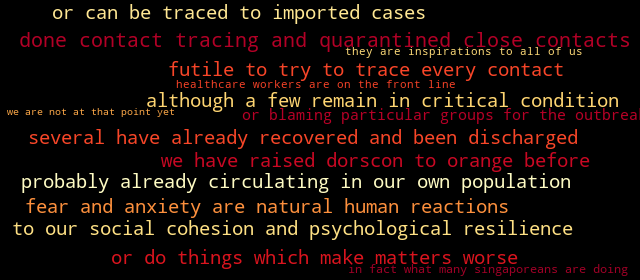 or can be traced to imported cases
done contact tracing and quarantined close contacts
they are inspirations to all of us
futile to try to trace every contact
healthcare workers are on the front line
although a few remain in critical condition
we are not at that point yet
or blaming particular groups for the outbreak
several have already recovered and been discharged
we have raised dorscon to orange before
probably already circulating in our own population
fear and anxiety are natural human reactions
to our social cohesion and psychological resilience
or do things which make matters worse
in fact what many singaporeans are doing